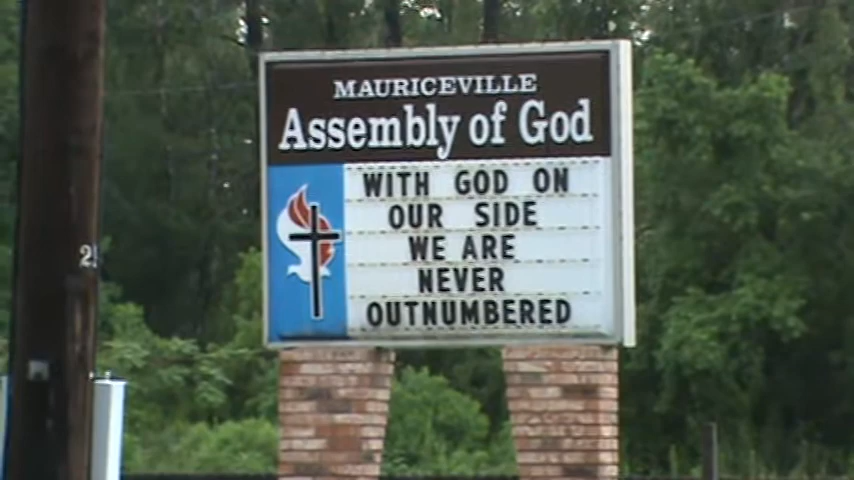 MAURICEVILLE
Assembly of God
WITH GOD ON
OUR SIDE
WE ARE
NEVER
OUTNUMBERED